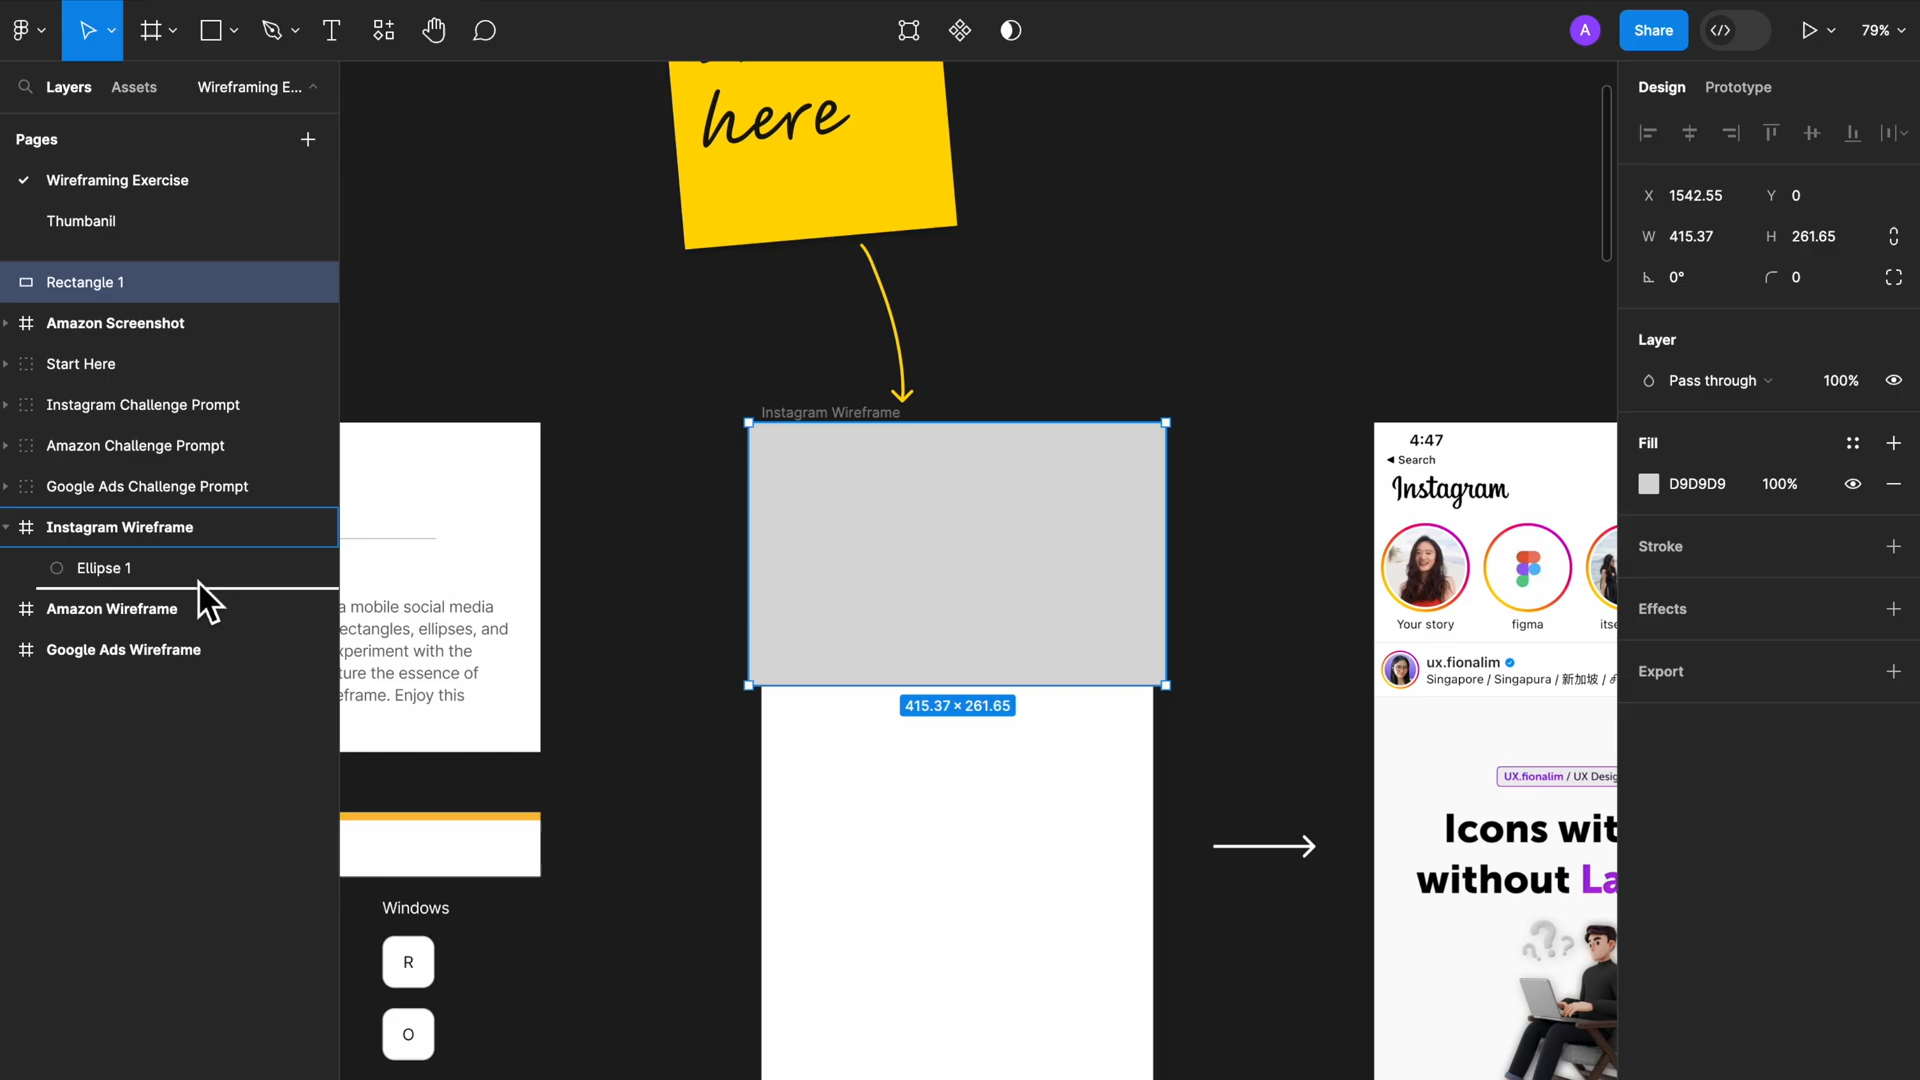 A
Share
79%
Layers
Assets
Wireframing E...
Pages
Wireframing Exercise
Thumbanil
Rectangle 1
Amazon Screenshot
Start Here
Instagram Challenge Prompt
Amazon Challenge Prompt
Google Ads Challenge Prompt
Instagram Wireframe
Ellipse 1
Amazon Wireframe
Google Ads Wireframe
here
a mobile social media
ectangles, ellipses, and
xperiment with the
ture the essence of
eframe. Enjoy this
Windows
R
O
Instagram Wireframe
415.37 × 261.65
4:47
Search
Instagram
Your story
figma
itse
ux.fionalim
Singapore / Singapura / 新加坡 /
UX.fionalim / UX Desig
Icons wit
without La
Design
Prototype
X 1542.55 Y 0
W 415.37 H 261.65
0° 0
Layer
Pass through 100%
Fill
D9D9D9 100%
Stroke
Effects
Export